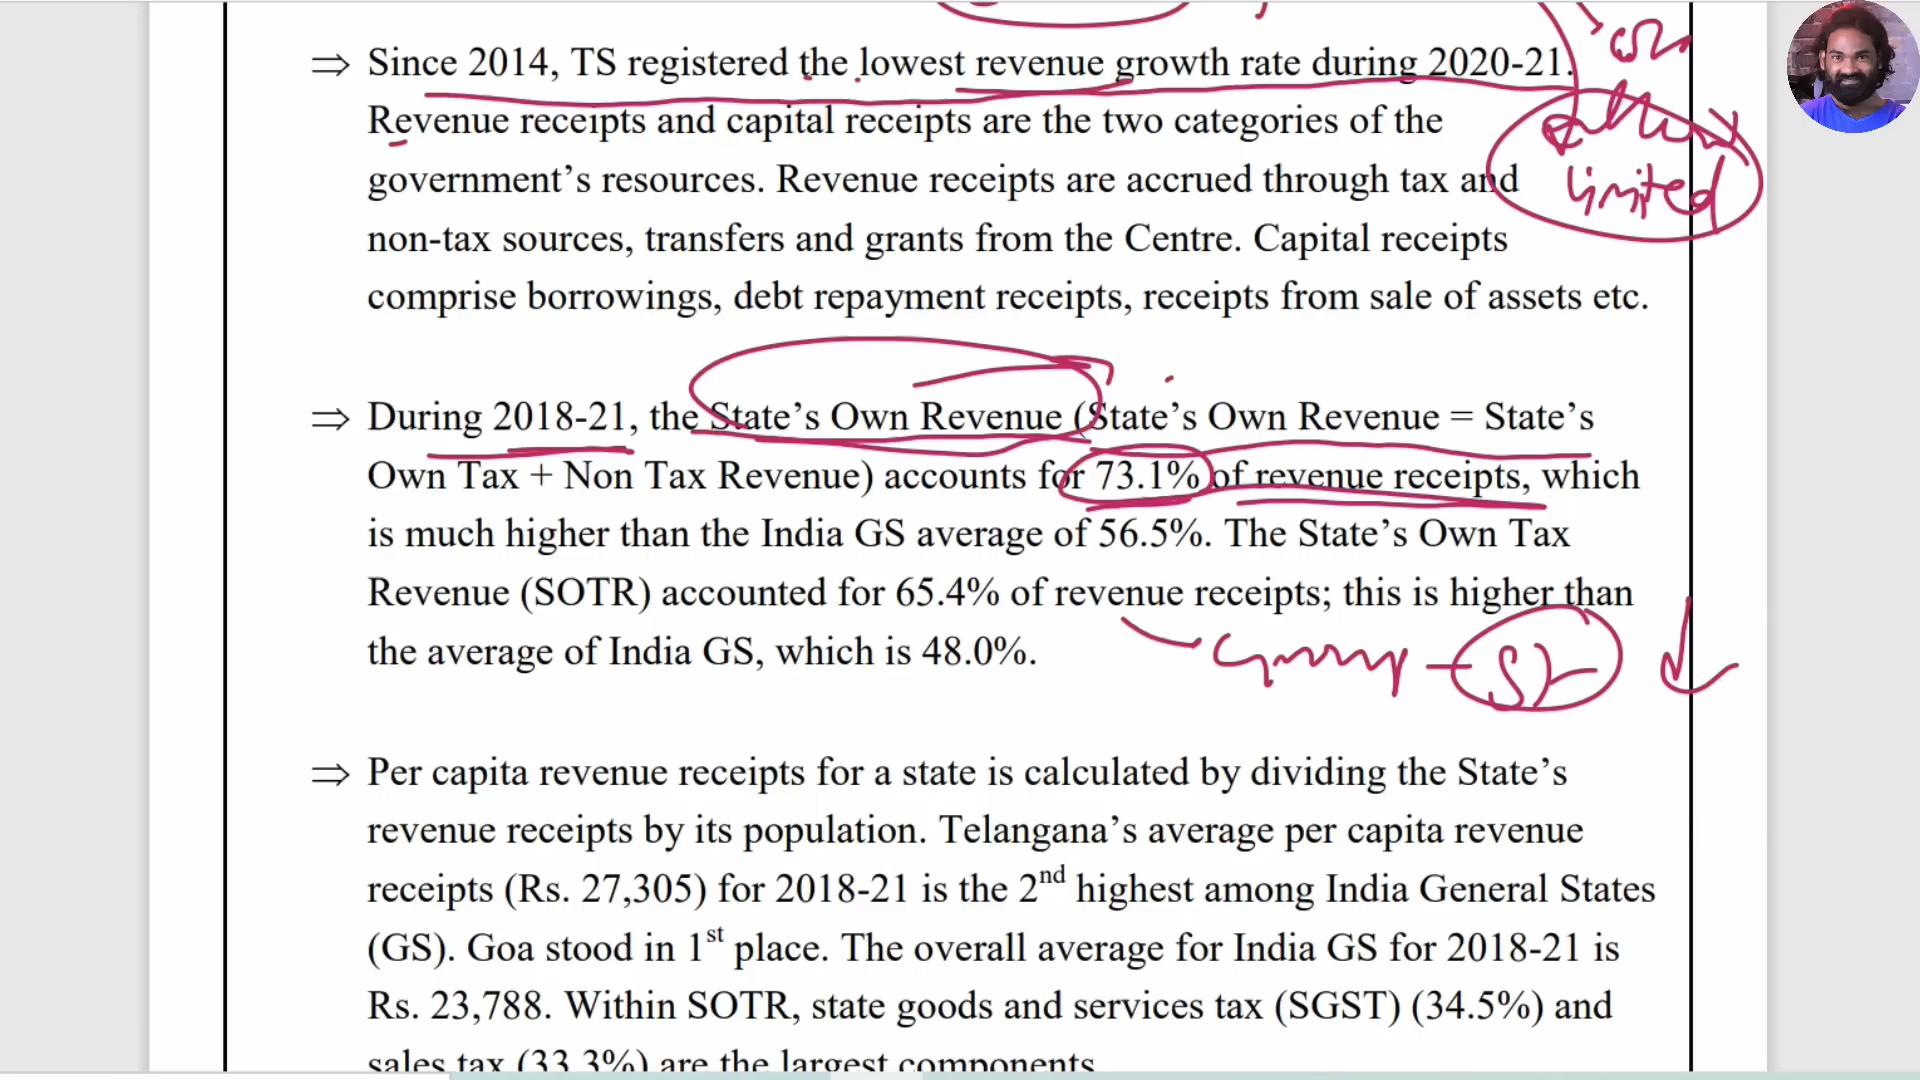 ⇒ Since 2014, TS registered the lowest revenue growth rate during 2020-21.
Revenue receipts and capital receipts are the two categories of the
government’s resources. Revenue receipts are accrued through tax and
limited
non-tax sources, transfers and grants from the Centre. Capital receipts
comprise borrowings, debt repayment receipts, receipts from sale of assets etc.
⇒ During 2018-21, the State’s Own Revenue (State’s Own Revenue = State’s
Own Tax + Non Tax Revenue) accounts for 73.1% of revenue receipts, which
is much higher than the India GS average of 56.5%. The State’s Own Tax
Revenue (SOTR) accounted for 65.4% of revenue receipts; this is higher than
the average of India GS, which is 48.0%.
⇒ Per capita revenue receipts for a state is calculated by dividing the State’s
revenue receipts by its population. Telangana’s average per capita revenue
receipts (Rs. 27,305) for 2018-21 is the 2nd highest among India General States
(GS). Goa stood in 1st place. The overall average for India GS for 2018-21 is
Rs. 23,788. Within SOTR, state goods and services tax (SGST) (34.5%) and
sales tax (33.3%) are the largest components.